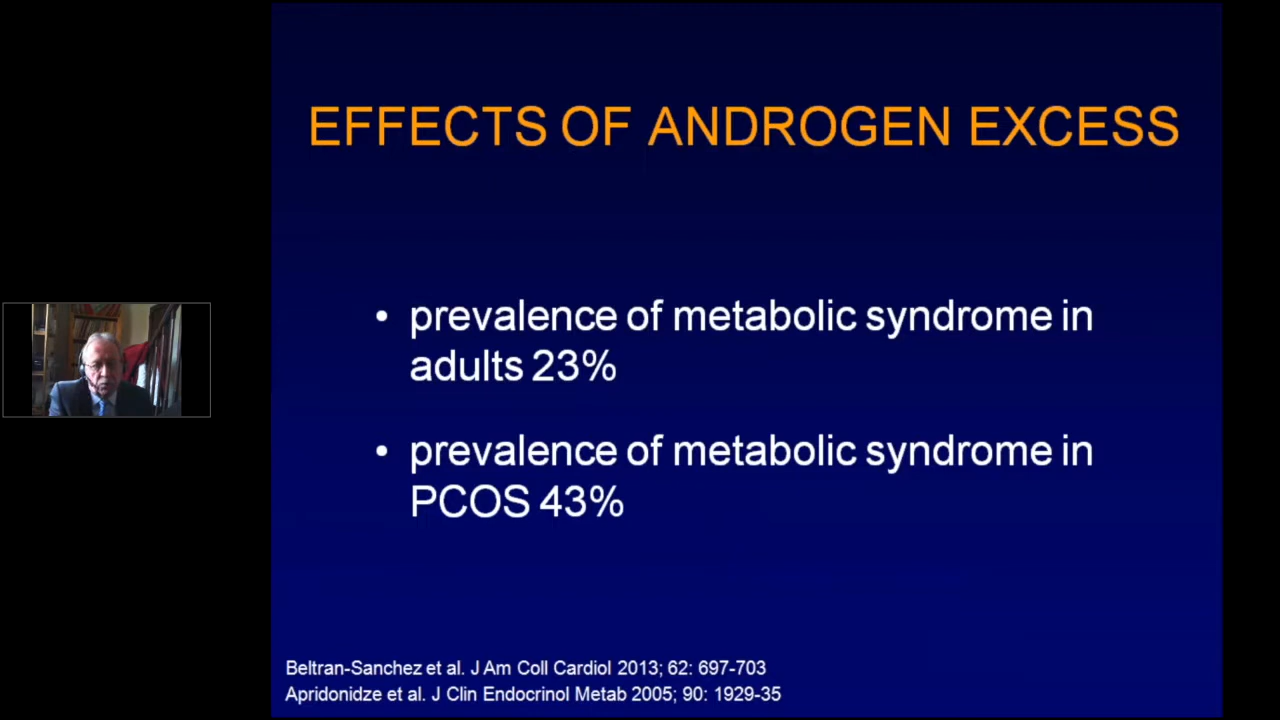 EFFECTS OF ANDROGEN EXCESS
• prevalence of metabolic syndrome in
adults 23%
• prevalence of metabolic syndrome in
PCOS 43%
Beltran-Sanchez et al. J Am Coll Cardiol 2013; 62: 697-703
Apridonidze et al. J Clin Endocrinol Metab 2005; 90: 1929-35